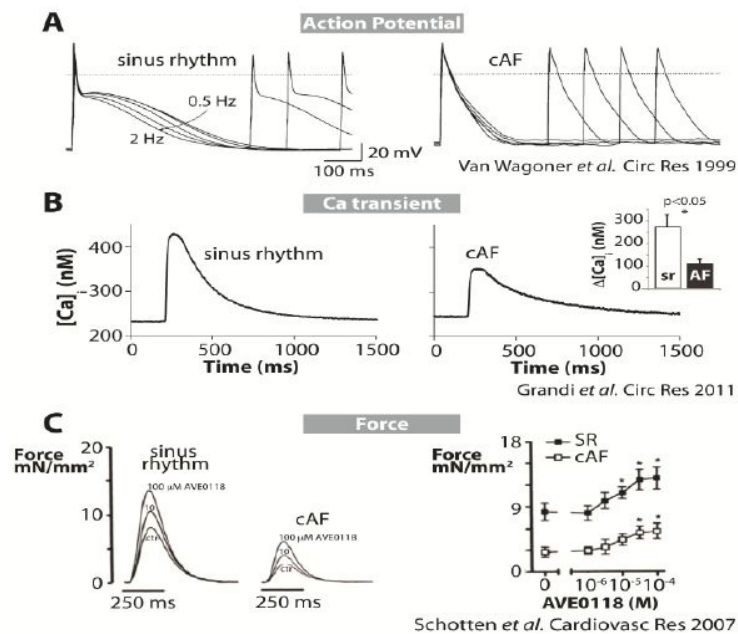 A
Action Potential
sinus rhythm
0.5 Hz
2 Hz
20 mV
100 ms
cAF
Van Wagoner et al. Circ Res 1999
B
Ca transient
[Ca]i (nM)
400
300
200
sinus rhythm
0 500 1000 1500
Time (ms)
cAF
0 500 1000 1500
Time (ms)
p<0.05
*
Δ[Ca]i (nM)
300
200
100
0
sr
AF
Grandi et al. Circ Res 2011
C
Force
Force
mN/mm²
20
10
0
sinus
rhythm
100 µM AVE0118
10
ctr
250 ms
cAF
100 µM AVE0118
10
ctr
250 ms
Force
mN/mm²
18
9
0
SR
cAF
* * *
* *
0 10-6 10-5 10-4
AVE0118 (M)
Schotten et al. Cardiovasc Res 2007